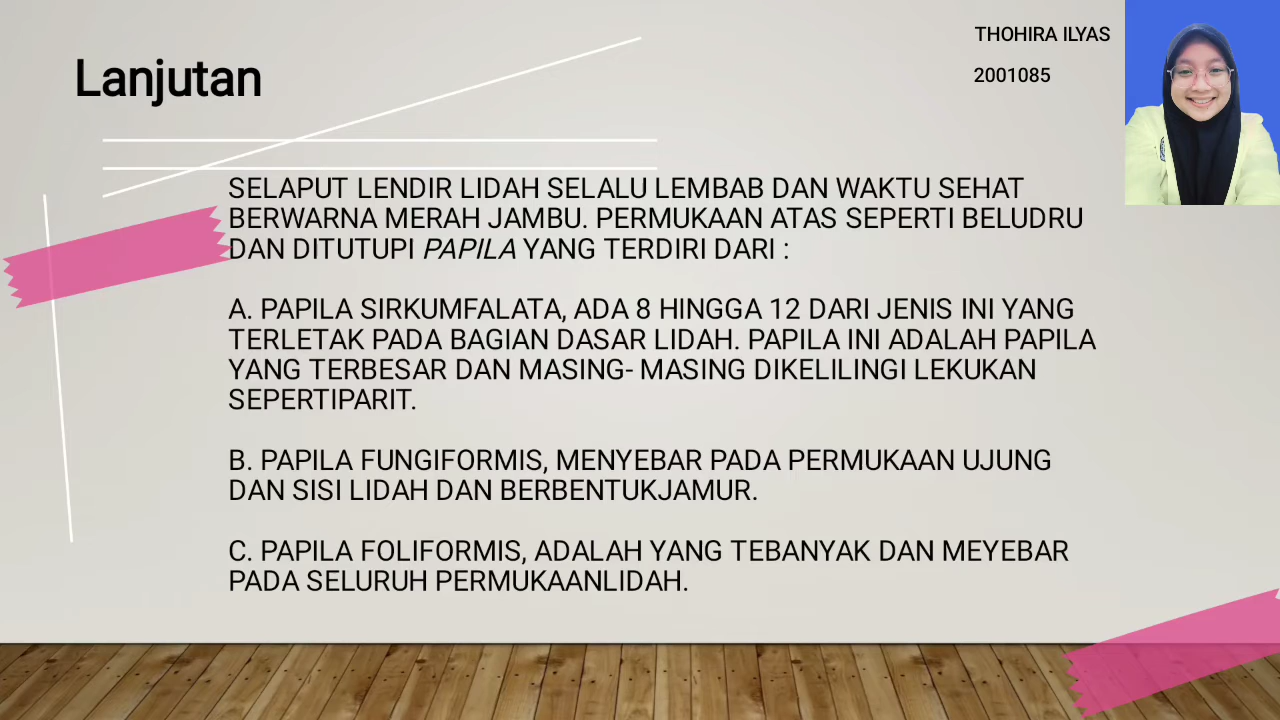 THOHIRA ILYAS
2001085
Lanjutan
SELAPUT LENDIR LIDAH SELALU LEMBAB DAN WAKTU SEHAT
BERWARNA MERAH JAMBU. PERMUKAAN ATAS SEPERTI BELUDRU
DAN DITUTUPI PAPILA YANG TERDIRI DARI :
A. PAPILA SIRKUMFALATA, ADA 8 HINGGA 12 DARI JENIS INI YANG
TERLETAK PADA BAGIAN DASAR LIDAH. PAPILA INI ADALAH PAPILA
YANG TERBESAR DAN MASING- MASING DIKELILINGI LEKUKAN
SEPERTIPARIT.
B. PAPILA FUNGIFORMIS, MENYEBAR PADA PERMUKAAN UJUNG
DAN SISI LIDAH DAN BERBENTUKJAMUR.
C. PAPILA FOLIFORMIS, ADALAH YANG TEBANYAK DAN MEYEBAR
PADA SELURUH PERMUKAANLIDAH.